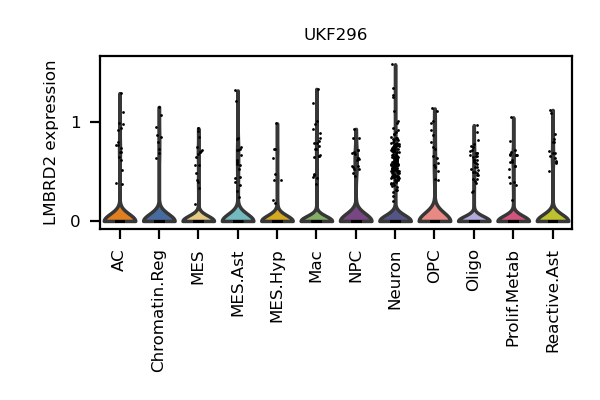 UKF296
LMBRD2 expression
1
0
AC
Chromatin.Reg
MES
MES.Ast
MES.Hyp
Mac
NPC
Neuron
OPC
Oligo
Prolif.Metab
Reactive.Ast